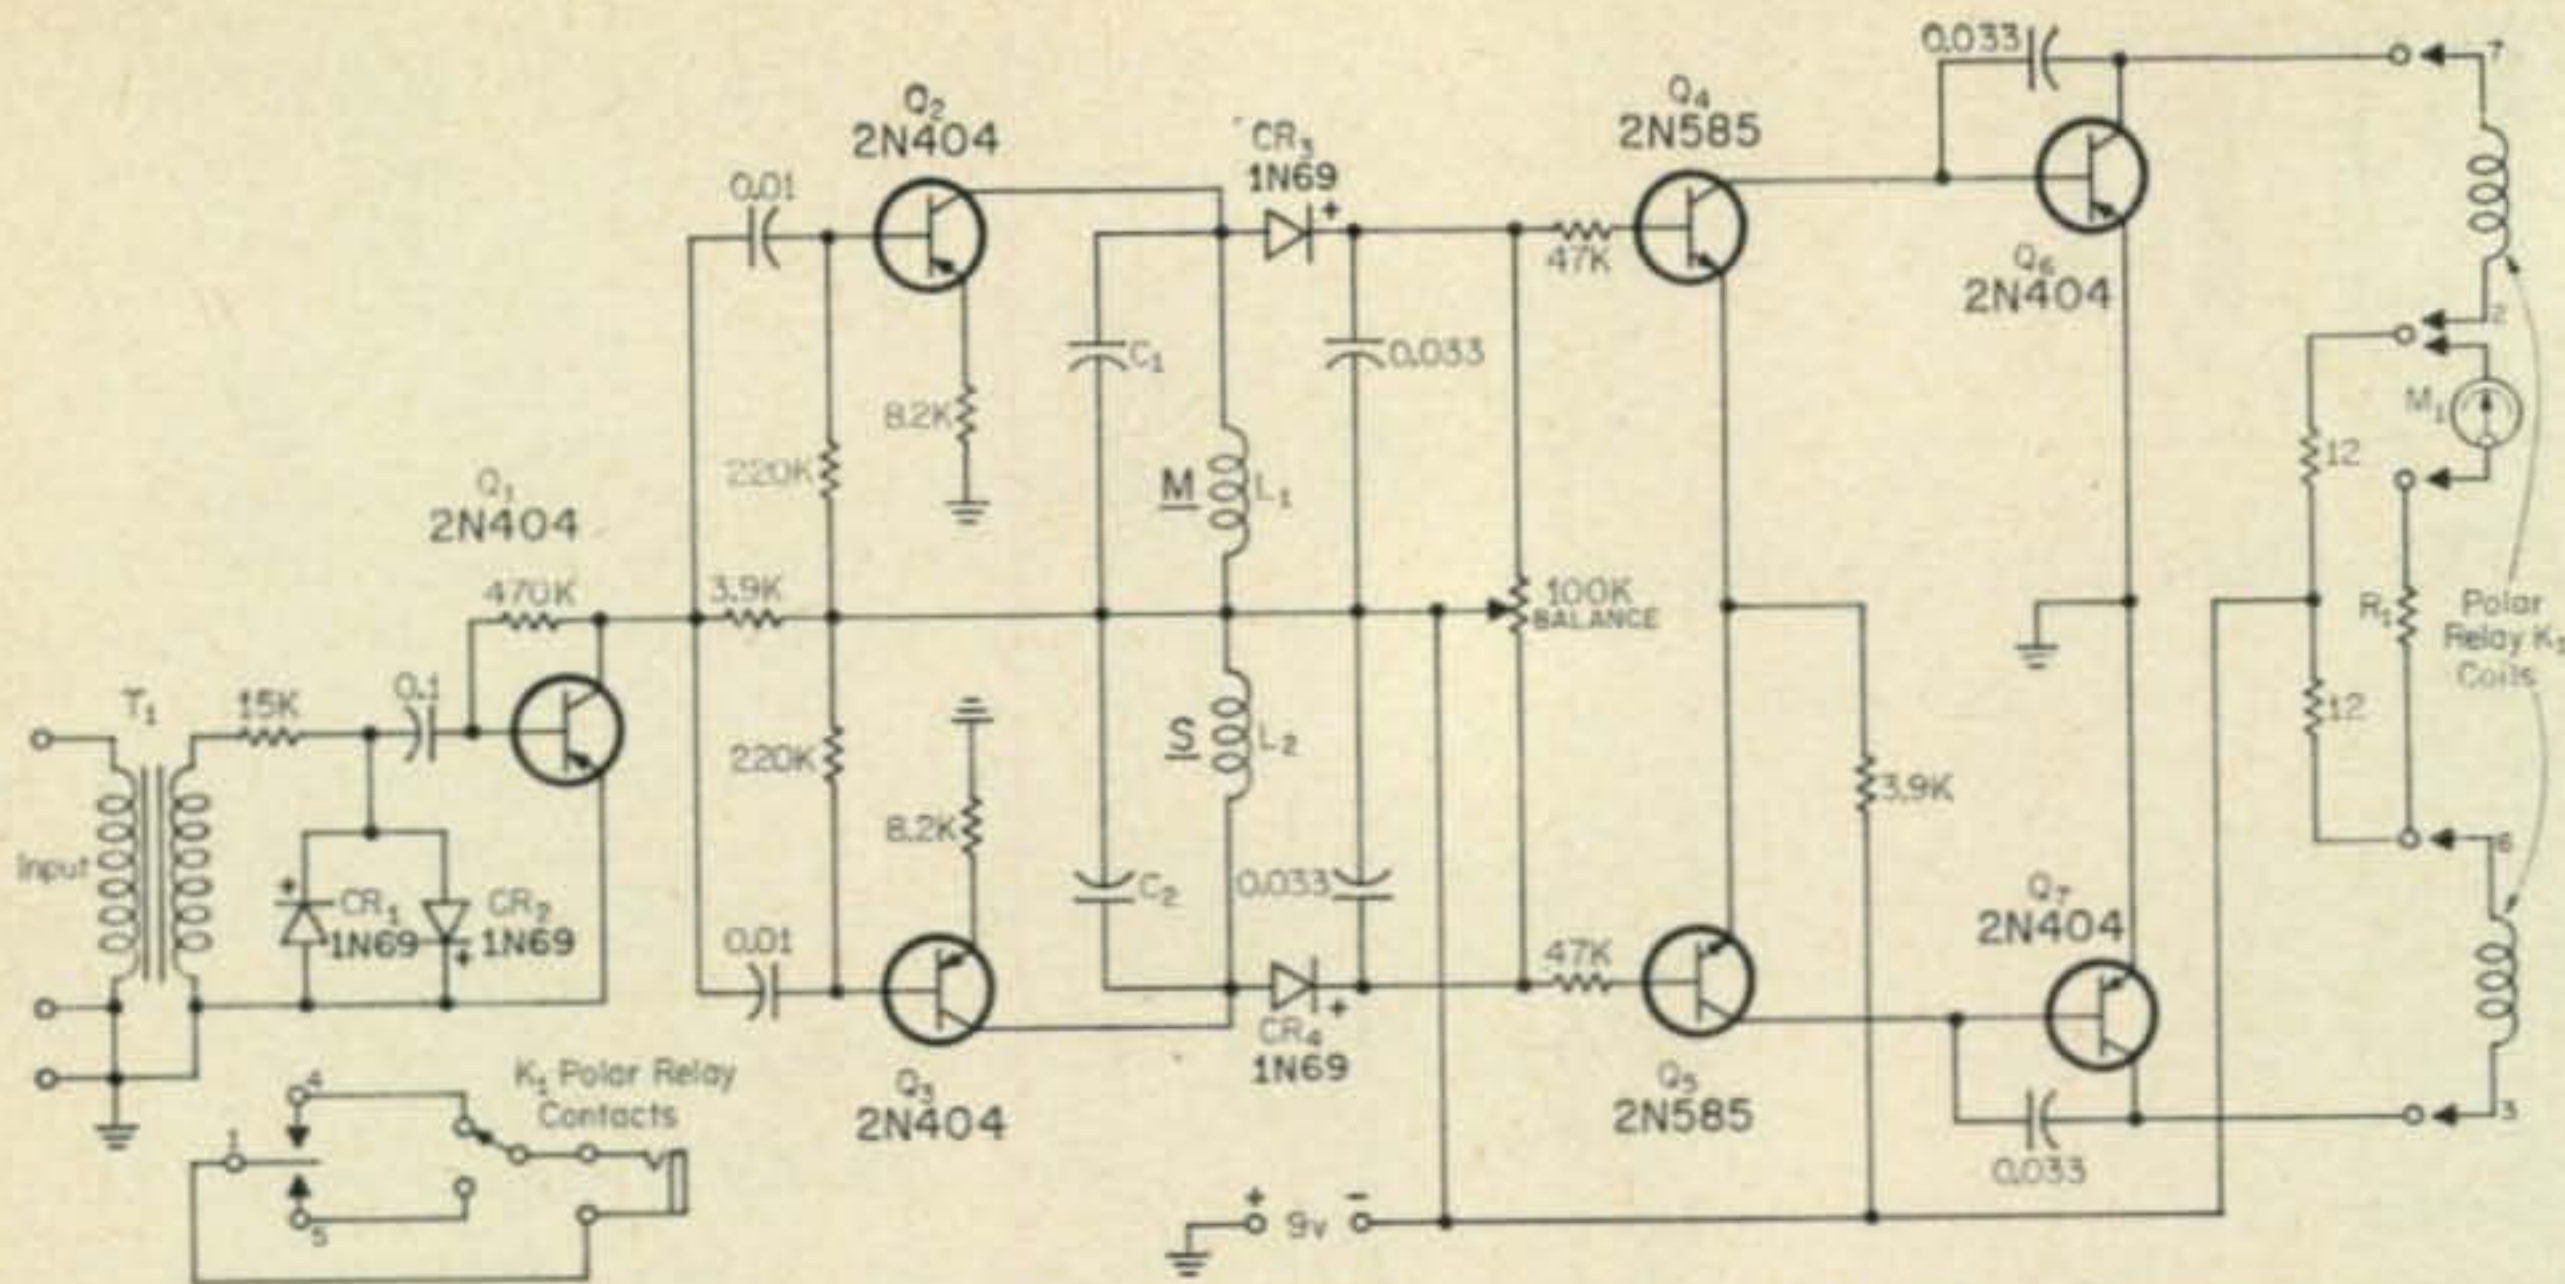 0.033
7
Q2
2N404
Q4
2N585
CR3
1N69
+
0.01
47K
Q6
2N404
2
C1
0.033
8.2K
M1
12
220K
M
L1
Q1
2N404
470K
3.9K
100K
BALANCE
R1
Polar
Relay K1
Coils
T1
15K
0.1
S
L2
12
220K
3.9K
8.2K
Input
6
+
CR1
1N69
CR2
1N69
+
C2
0.033
Q7
2N404
0.01
47K
+
CR4
1N69
4
K1 Polar Relay
Contacts
Q3
2N404
Q5
2N585
3
1
0.033
5
+
9v
-